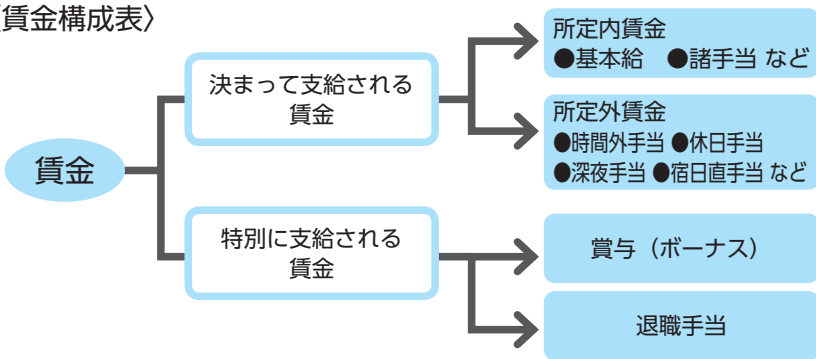 賃金構成表〉
賃金
決まって支給される
賃金
所定内賃金
●基本給　●諸手当 など
所定外賃金
●時間外手当 ●休日手当
●深夜手当 ●宿日直手当 など
特別に支給される
賃金
賞与（ボーナス）
退職手当